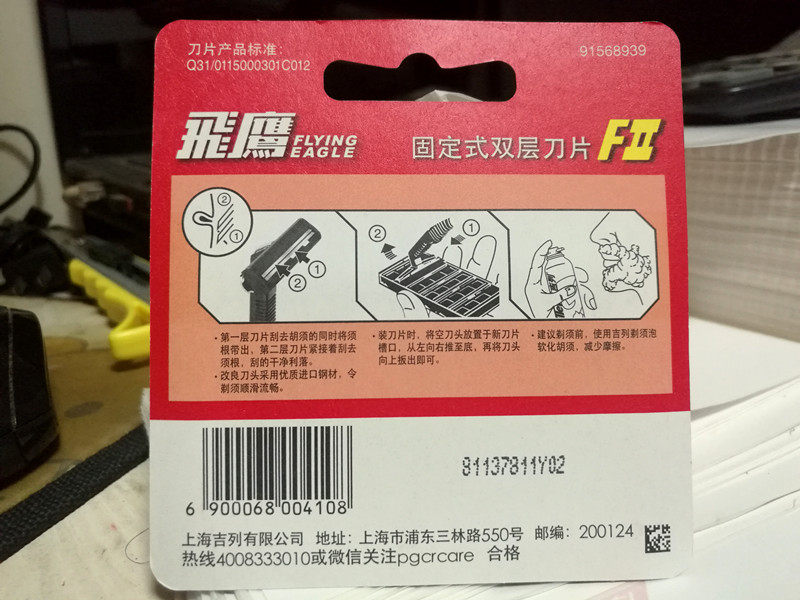 刀片产品标准:
Q31/0115000301C012
91568939
飛鷹 FLYING
EAGLE
固定式双层刀片 FII
②
①
①
②
②
①
·第一层刀片刮去胡须的同时将须
根带出，第二层刀片紧接着刮去
须根，刮的干净利落。
·改良刀头采用优质进口钢材，令
剃须顺滑流畅。
·装刀片时，将空刀头放置于新刀片
槽口，从左向右推至底，再将刀头
向上扳出即可。
·建议剃须前，使用吉列剃须泡
软化胡须，减少摩擦。
81137811Y02
6 900068 004108
上海吉列有限公司 地址: 上海市浦东三林路550号 邮编: 200124
热线4008333010或微信关注pgcrcare 合格